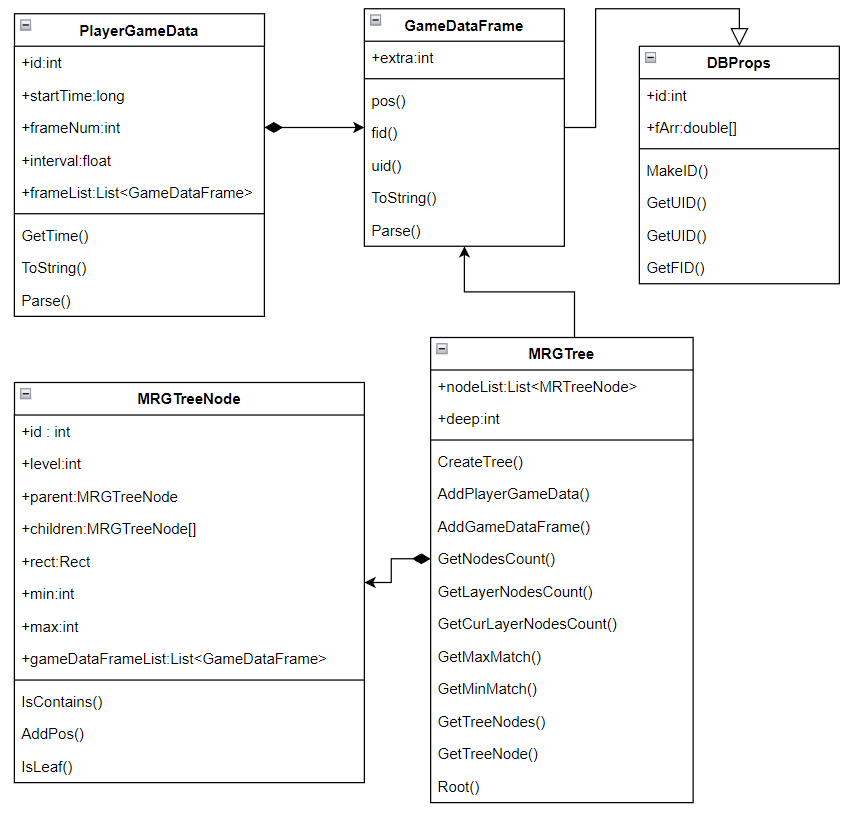 PlayerGameData
+id:int
+startTime:long
+frameNum:int
+interval:float
+frameList:List<GameDataFrame>
GetTime()
ToString()
Parse()
GameDataFrame
+extra:int
pos()
fid()
uid()
ToString()
Parse()
DBProps
+id:int
+fArr:double[]
MakeID()
GetUID()
GetUID()
GetFID()
MRGTreeNode
+id : int
+level:int
+parent:MRGTreeNode
+children:MRGTreeNode[]
+rect:Rect
+min:int
+max:int
+gameDataFrameList:List<GameDataFrame>
IsContains()
AddPos()
IsLeaf()
MRGTree
+nodeList:List<MRTreeNode>
+deep:int
CreateTree()
AddPlayerGameData()
AddGameDataFrame()
GetNodesCount()
GetLayerNodesCount()
GetCurLayerNodesCount()
GetMaxMatch()
GetMinMatch()
GetTreeNodes()
GetTreeNode()
Root()